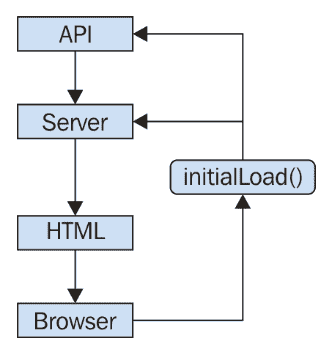 API
Server
initialLoad()
HTML
Browser